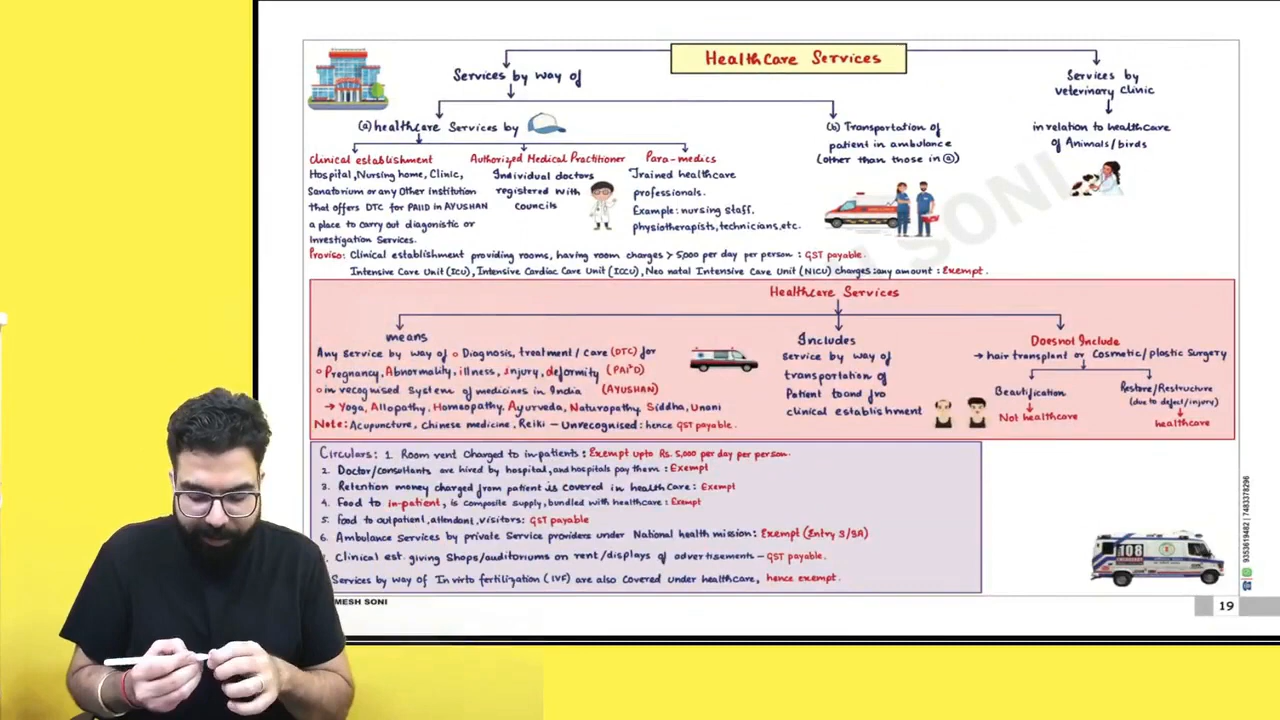 HealthCare Services
Services by way of
Services by
veterinary clinic
(a) healthcare Services by
(b) Transportation of
patient in ambulance
(other than those in (a))
in relation to healthcare
of Animals/birds
Clinical establishment
Hospital, Nursing home, Clinic,
Sanatorium or any Other Institution
that offers DTC for PAIID in AYUSHAN
a place to carry out diagonistic or
Investigation Services.
Authorized Medical Practitioner
Individual doctors
registered with
councils
Para-medics
Trained healthcare
professionals.
Example: nursing staff,
physiotherapists, technicians, etc.
Proviso: Clinical establishment providing rooms, having room charges > 5,000 per day per person : GST payable.
Intensive Care Unit (ICU), Intensive Cardiac Care Unit (ICCU), Neo natal Intensive Care Unit (NICU) charges: any amount : Exempt.
Healthcare Services
means
Any service by way of o Diagnosis, treatment / care (DTC) for
o Pregnancy, Abnormality, illness, Injury, deformity (PAI²D)
o in recognised System of medicines in India (AYUSHAN)
→ Yoga, Allopathy, Homeopathy, Ayurveda, Naturopathy, Siddha, Unani
Note: Acupuncture, Chinese medicine, Reiki – Unrecognised: hence GST payable.
Includes
service by way of
transportation of
Patient to and fro
clinical establishment
Does not Include
→ hair transplant or Cosmetic/plastic Surgery
Beautification
Not healthcare
Restore/Restructure
(due to defect/injury)
healthcare
Circulars: 1. Room rent Charged to in-patients : Exempt upto Rs. 5,000 per day per person.
2. Doctor/consultants are hired by hospital, and hospitals pay them : Exempt
3. Retention money charged from patient is covered in healthcare : Exempt
4. Food to in-patient, is composite supply, bundled with healthcare : Exempt
5. Food to outpatient, attendant, visitors: GST payable
6. Ambulance Services by private Service providers under National health mission: Exempt (Entry 3/3A)
. Clinical est. giving Shops/auditoriums on rent/displays of advertisements – GST payable.
Services by way of In virto fertilization (IVF) are also covered under healthcare, hence exempt.
108
MESH SONI
19
9353619482 | 7483378296
SONI